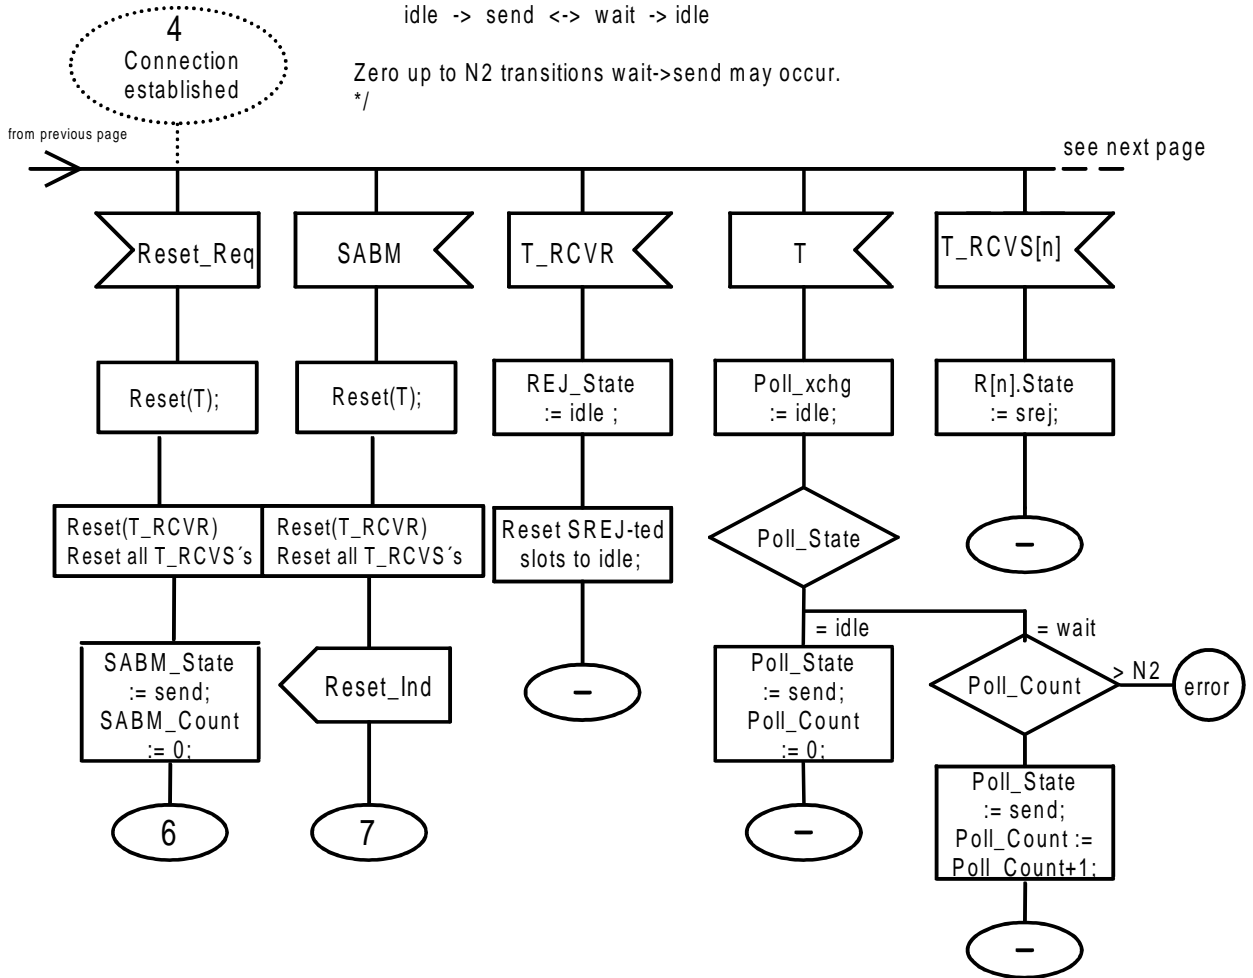 4
Connection
established
idle -> send <-> wait -> idle
Zero up to N2 transitions wait->send may occur.
*/
from previous page
see next page
Reset_Req
SABM
T_RCVR
T
T_RCVS[n]
Reset(T);
Reset(T);
REJ_State
:= idle ;
Poll_xchg
:= idle;
R[n].State
:= srej;
Reset(T_RCVR)
Reset all T_RCVS´s
Reset(T_RCVR)
Reset all T_RCVS´s
Reset SREJ-ted
slots to idle;
Poll_State
–
= idle
= wait
SABM_State
:= send;
SABM_Count
:= 0;
Reset_Ind
–
Poll_State
:= send;
Poll_Count
:= 0;
Poll_Count
> N2
error
6
7
–
Poll_State
:= send;
Poll_Count :=
Poll_Count+1;
–